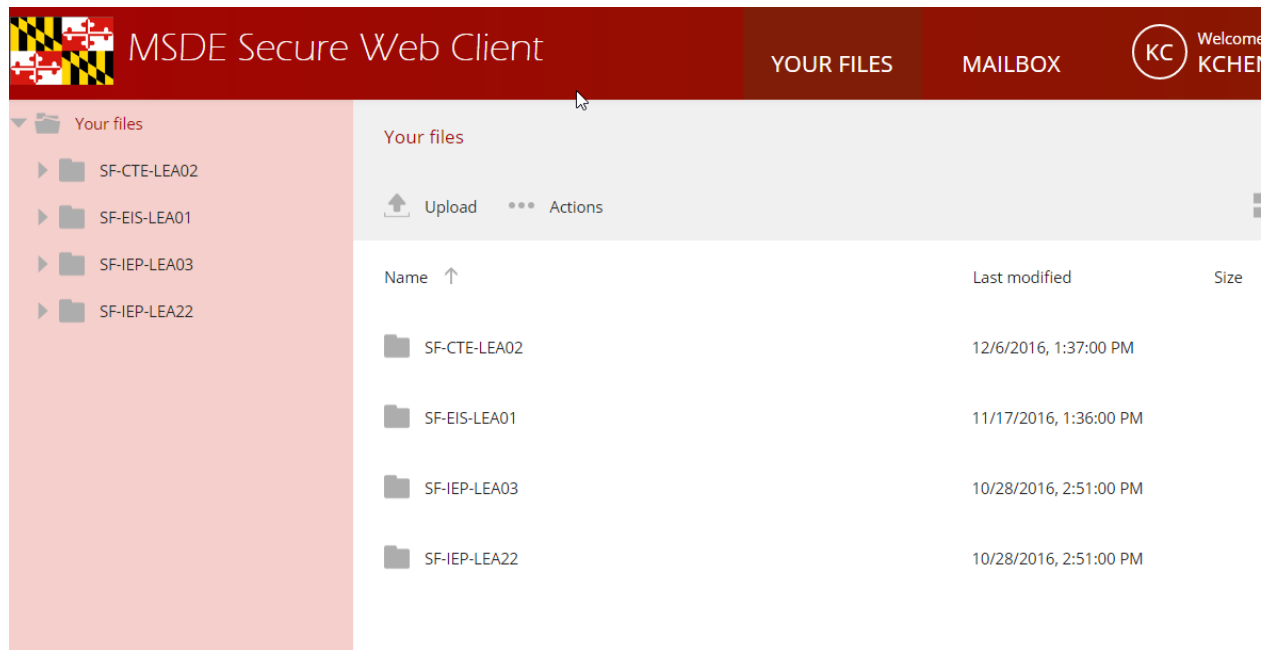 MSDE Secure Web Client
YOUR FILES
MAILBOX
KC
Welcome
KCHEN
Your files
SF-CTE-LEA02
SF-EIS-LEA01
SF-IEP-LEA03
SF-IEP-LEA22
Your files
Upload
Actions
Name
Last modified
Size
SF-CTE-LEA02
12/6/2016, 1:37:00 PM
SF-EIS-LEA01
11/17/2016, 1:36:00 PM
SF-IEP-LEA03
10/28/2016, 2:51:00 PM
SF-IEP-LEA22
10/28/2016, 2:51:00 PM